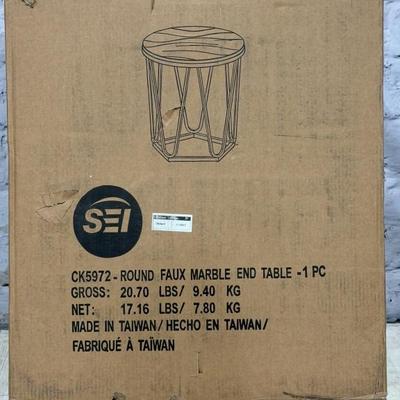 SEI
CK5972 - ROUND FAUX MARBLE END TABLE -1 PC
GROSS: 20.70 LBS/ 9.40 KG
NET: 17.16 LBS/ 7.80 KG
MADE IN TAIWAN/ HECHO EN TAIWAN/
FABRIQUÉ À TAÏWAN